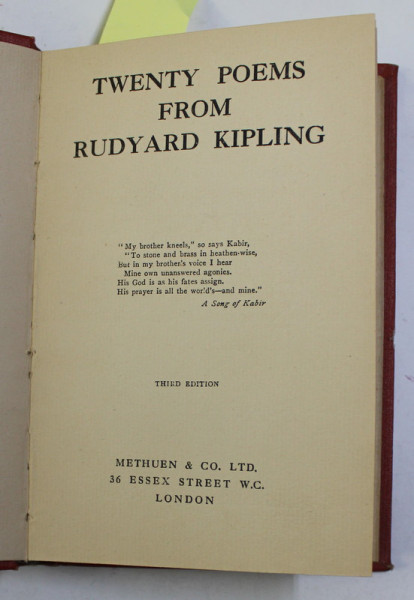 TWENTY POEMS
FROM
RUDYARD KIPLING
"My brother kneels," so says Kabir,
"To stone and brass in heathen-wise,
But in my brother's voice I hear
Mine own unanswered agonies.
His God is as his fates assign.
His prayer is all the world's—and mine."
A Song of Kabir
THIRD EDITION
METHUEN & CO. LTD.
36 ESSEX STREET W.C.
LONDON